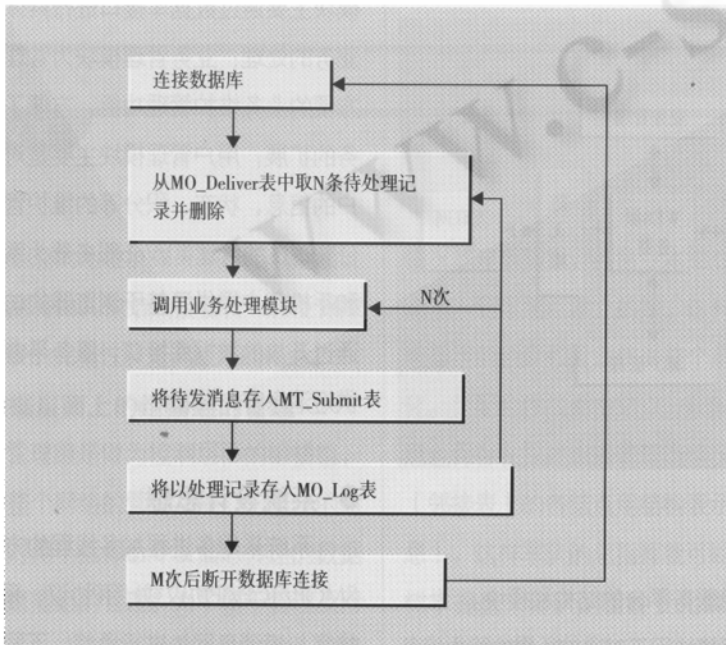 www.c-s
连接数据库
从MO_Deliver表中取N条待处理记
录并删除
调用业务处理模块
N次
将待发消息存入MT_Submit表
将以处理记录存入MO_Log表
M次后断开数据库连接